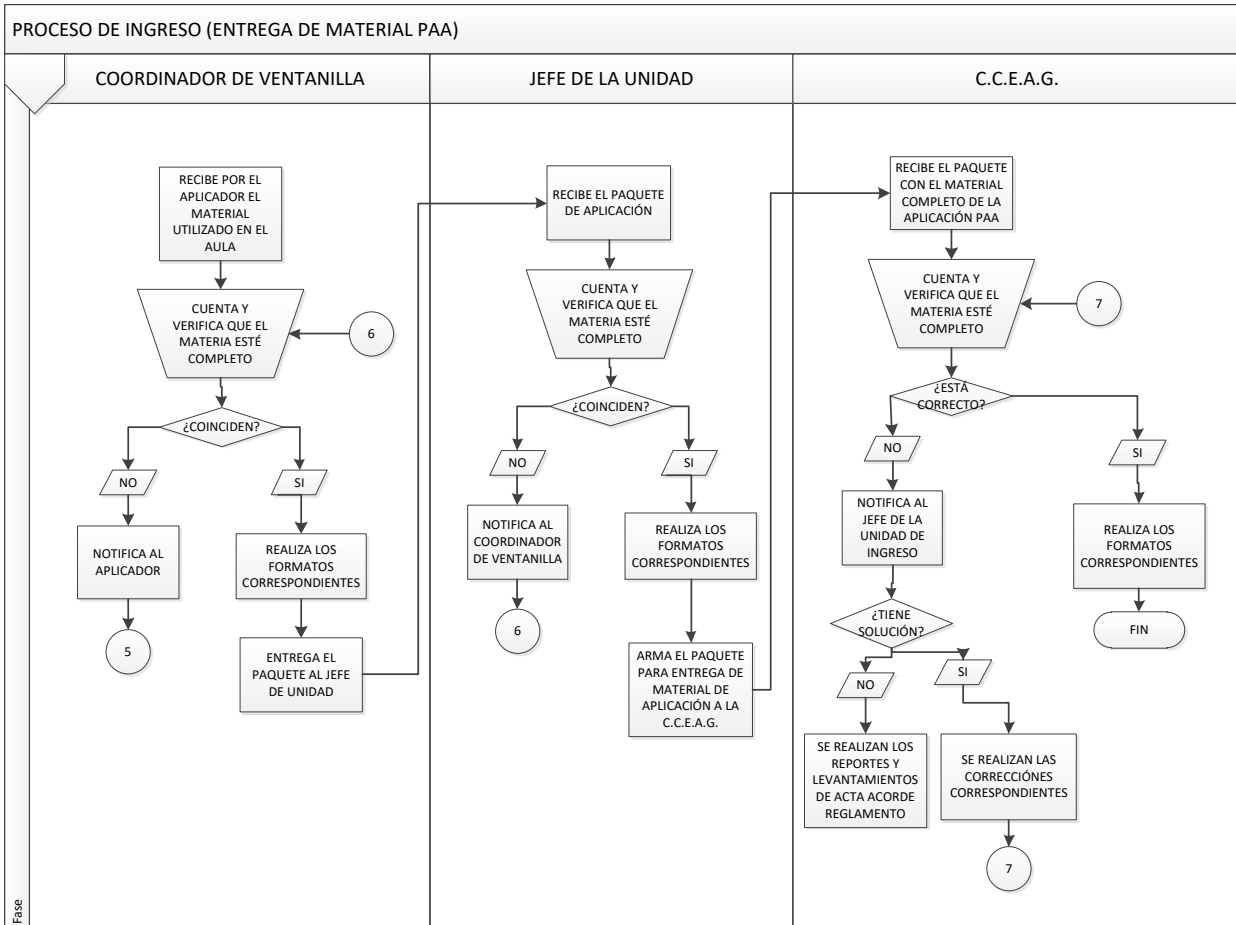 PROCESO DE INGRESO (ENTREGA DE MATERIAL PAA)
COORDINADOR DE VENTANILLA
JEFE DE LA UNIDAD
C.C.E.A.G.
RECIBE POR EL
APLICADOR EL
MATERIAL
UTILIZADO EN EL
AULA
CUENTA Y
VERIFICA QUE EL
MATERIA ESTÉ
COMPLETO
6
¿COINCIDEN?
NO
SI
NOTIFICA AL
APLICADOR
REALIZA LOS
FORMATOS
CORRESPONDIENTES
5
ENTREGA EL
PAQUETE AL JEFE
DE UNIDAD
RECIBE EL PAQUETE
DE APLICACIÓN
CUENTA Y
VERIFICA QUE EL
MATERIA ESTÉ
COMPLETO
¿COINCIDEN?
NO
SI
NOTIFICA AL
COORDINADOR
DE VENTANILLA
REALIZA LOS
FORMATOS
CORRESPONDIENTES
6
ARMA EL PAQUETE
PARA ENTREGA DE
MATERIAL DE
APLICACIÓN A LA
C.C.E.A.G.
RECIBE EL PAQUETE
CON EL MATERIAL
COMPLETO DE LA
APLICACIÓN PAA
CUENTA Y
VERIFICA QUE EL
MATERIA ESTÉ
COMPLETO
7
¿ESTÁ
CORRECTO?
NO
SI
NOTIFICA AL
JEFE DE LA
UNIDAD DE
INGRESO
REALIZA LOS
FORMATOS
CORRESPONDIENTES
¿TIENE
SOLUCIÓN?
FIN
NO
SI
SE REALIZAN LOS
REPORTES Y
LEVANTAMIENTOS
DE ACTA ACORDE
REGLAMENTO
SE REALIZAN LAS
CORRECCIÓNES
CORRESPONDIENTES
7
Fase